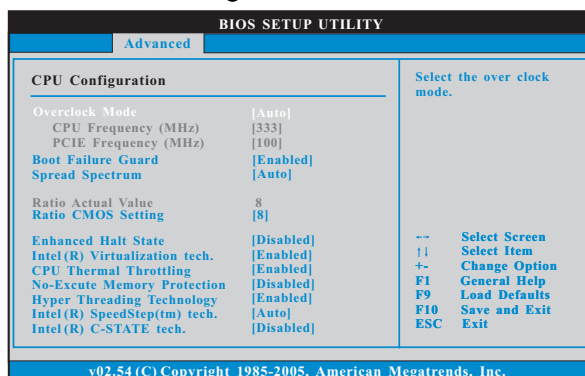 BIOS SETUP UTILITY
Advanced
CPU Configuration
Overclock Mode [Auto]
CPU Frequency (MHz) [333]
PCIE Frequency (MHz) [100]
Boot Failure Guard [Enabled]
Spread Spectrum [Auto]
Ratio Actual Value 8
Ratio CMOS Setting [8]
Enhanced Halt State [Disabled]
Intel (R) Virtualization tech. [Enabled]
CPU Thermal Throttling [Enabled]
No-Excute Memory Protection [Disabled]
Hyper Threading Technology [Enabled]
Intel (R) SpeedStep(tm) tech. [Auto]
Intel (R) C-STATE tech. [Disabled]
Select the over clock
mode.
←→ Select Screen
↑↓ Select Item
+- Change Option
F1 General Help
F9 Load Defaults
F10 Save and Exit
ESC Exit
v02.54 (C) Copyright 1985-2005, American Megatrends, Inc.